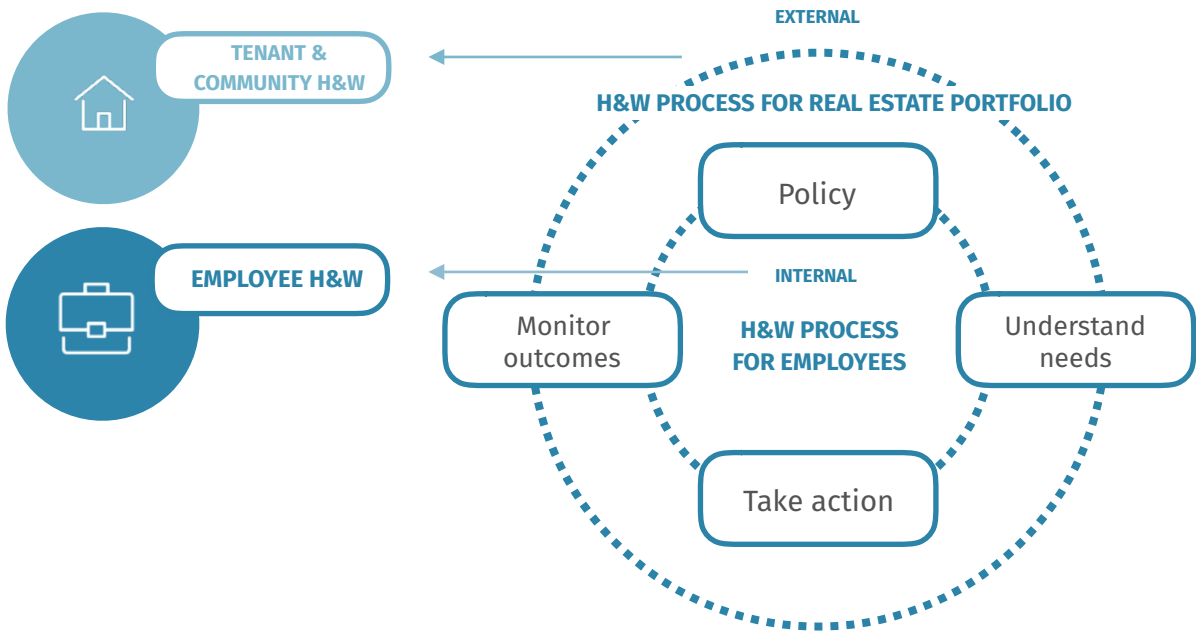 TENANT &
COMMUNITY H&W
EMPLOYEE H&W
EXTERNAL
H&W PROCESS FOR REAL ESTATE PORTFOLIO
Policy
INTERNAL
Monitor
outcomes
H&W PROCESS
FOR EMPLOYEES
Understand
needs
Take action